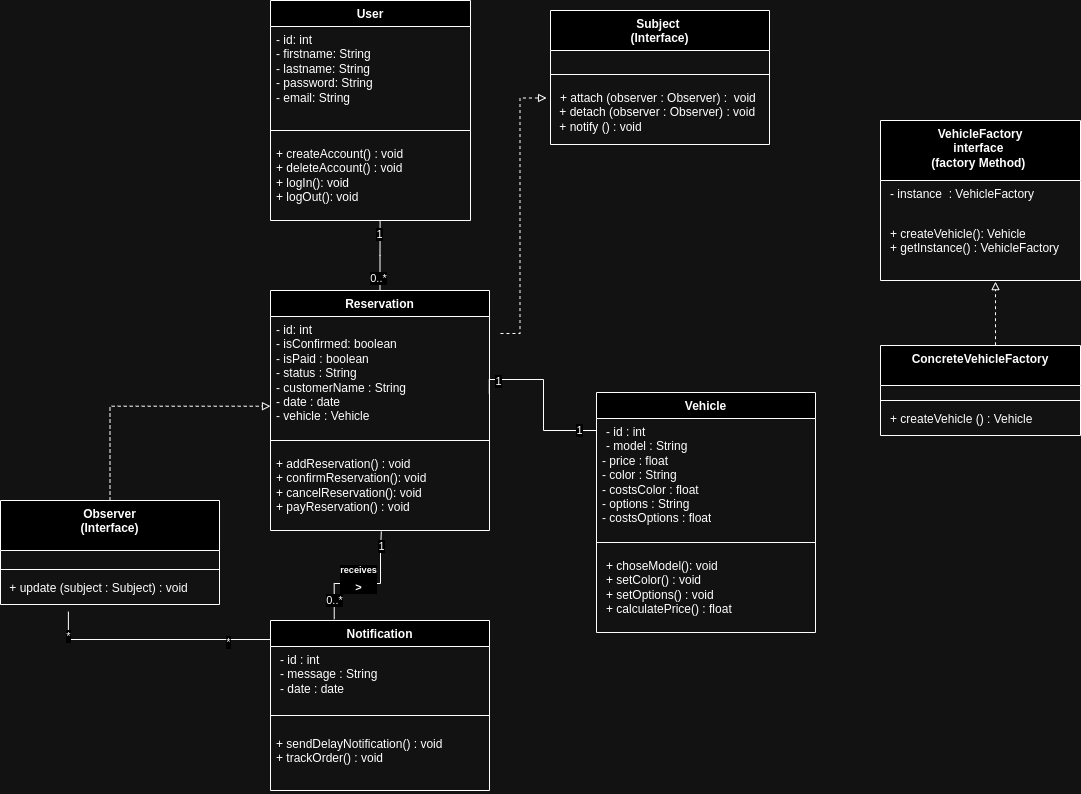 User
- id: int
- firstname: String
- lastname: String
- password: String
- email: String
+ createAccount() : void
+ deleteAccount() : void
+ logIn(): void
+ logOut(): void
Subject
(Interface)
+ attach (observer : Observer) :  void
+ detach (observer : Observer) : void
+ notify () : void
VehicleFactory
interface
(factory Method)
- instance  : VehicleFactory
+ createVehicle(): Vehicle
+ getInstance() : VehicleFactory
1
0..*
Reservation
- id: int
- isConfirmed: boolean
- isPaid : boolean
- status : String
- customerName : String
- date : date
- vehicle : Vehicle
+ addReservation() : void
+ confirmReservation() : void
+ cancelReservation(): void
+ payReservation() : void
ConcreteVehicleFactory
+ createVehicle () : Vehicle
1
1
Vehicle
- id : int
- model : String
- price : float
- color : String
- costsColor : float
- options : String
- costsOptions : float
+ choseModel(): void
+ setColor() : void
+ setOptions() : void
+ calculatePrice() : float
Observer
(Interface)
+ update (subject : Subject) : void
1
receives
>
0..*
*
*
Notification
- id : int
- message : String
- date : date
+ sendDelayNotification() : void
+ trackOrder() : void